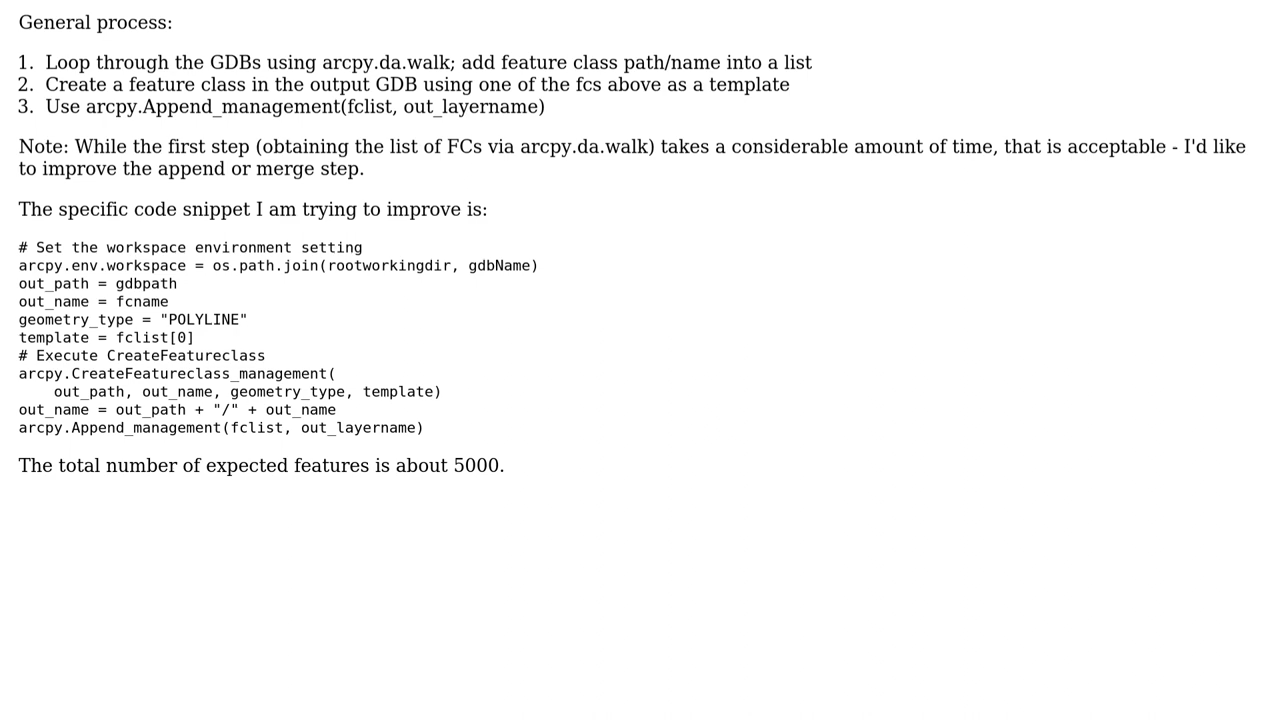 General process:
1. Loop through the GDBs using arcpy.da.walk; add feature class path/name into a list
2. Create a feature class in the output GDB using one of the fcs above as a template
3. Use arcpy.Append_management(fclist, out_layername)
Note: While the first step (obtaining the list of FCs via arcpy.da.walk) takes a considerable amount of time, that is acceptable - I'd like
to improve the append or merge step.
The specific code snippet I am trying to improve is:
# Set the workspace environment setting
arcpy.env.workspace = os.path.join(rootworkingdir, gdbName)
out_path = gdbpath
out_name = fcname
geometry_type = "POLYLINE"
template = fclist[0]
# Execute CreateFeatureclass
arcpy.CreateFeatureclass_management(
    out_path, out_name, geometry_type, template)
out_name = out_path + "/" + out_name
arcpy.Append_management(fclist, out_layername)
The total number of expected features is about 5000.